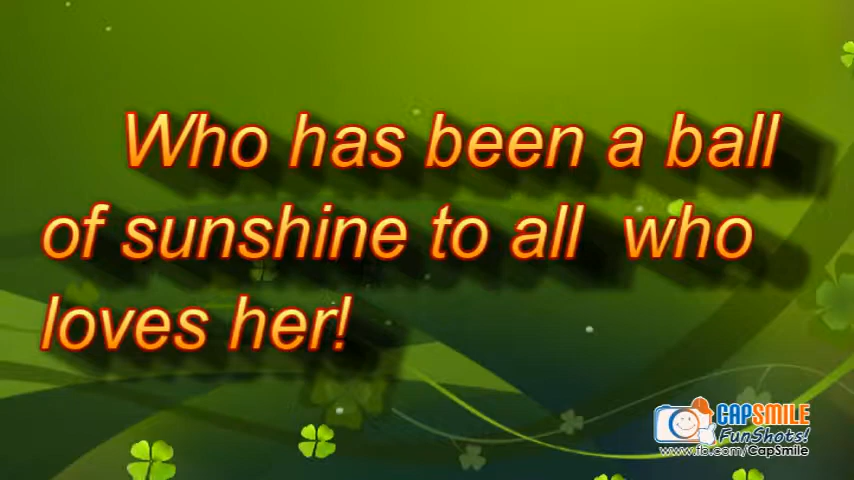 Who has been a ball
of sunshine to all who
loves her!
CAPSMILE
FunShots!
www.fb.com/CapSmile